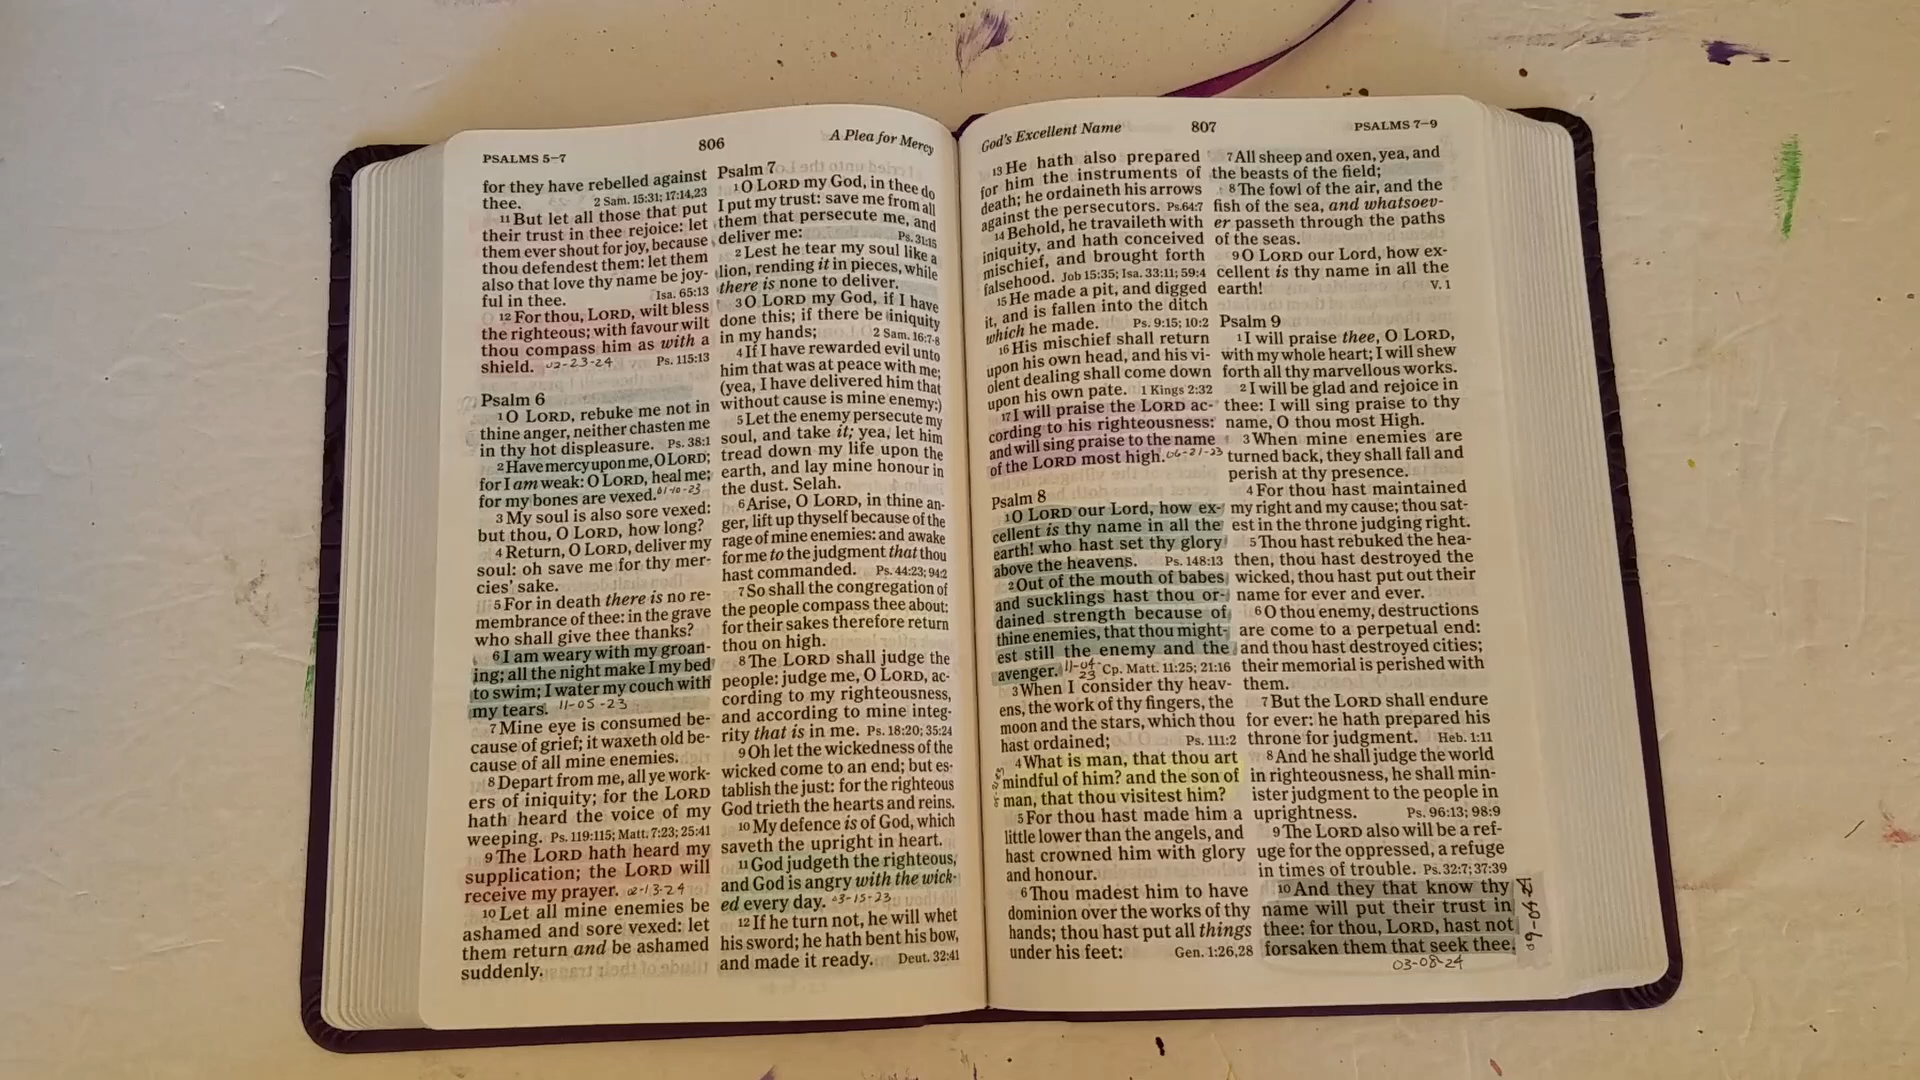 PSALMS 5–7
806
A Plea for Mercy
for they have rebelled against
thee. 2 Sam. 15:31; 17:14,23
11 But let all those that put
their trust in thee rejoice: let
them ever shout for joy, because
thou defendest them: let them
also that love thy name be joy-
ful in thee. Isa. 65:13
12 For thou, LORD, wilt bless
the righteous; with favour wilt
thou compass him as with a
shield. 02-23-24 Ps. 115:13
Psalm 6
1 O LORD, rebuke me not in
thine anger, neither chasten me
in thy hot displeasure. Ps. 38:1
2 Have mercy upon me, O LORD;
for I am weak: O LORD, heal me;
for my bones are vexed. 01-10-23
3 My soul is also sore vexed:
but thou, O LORD, how long?
4 Return, O LORD, deliver my
soul: oh save me for thy mer-
cies' sake.
5 For in death there is no re-
membrance of thee: in the grave
who shall give thee thanks?
6 I am weary with my groan-
ing; all the night make I my bed
to swim; I water my couch with
my tears. 11-05-23
7 Mine eye is consumed be-
cause of grief; it waxeth old be-
cause of all mine enemies.
8 Depart from me, all ye work-
ers of iniquity; for the LORD
hath heard the voice of my
weeping. Ps. 119:115; Matt. 7:23; 25:41
9 The LORD hath heard my
supplication; the LORD will
receive my prayer. 02-13-24
10 Let all mine enemies be
ashamed and sore vexed: let
them return and be ashamed
suddenly.
Psalm 7
1 O LORD my God, in thee do
I put my trust: save me from all
them that persecute me, and
deliver me: Ps. 31:15
2 Lest he tear my soul like a
lion, rending it in pieces, while
there is none to deliver.
3 O LORD my God, if I have
done this; if there be iniquity
in my hands; 2 Sam. 16:7-8
4 If I have rewarded evil unto
him that was at peace with me;
(yea, I have delivered him that
without cause is mine enemy:)
5 Let the enemy persecute my
soul, and take it; yea, let him
tread down my life upon the
earth, and lay mine honour in
the dust. Selah.
6 Arise, O LORD, in thine an-
ger, lift up thyself because of the
rage of mine enemies: and awake
for me to the judgment that thou
hast commanded. Ps. 44:23; 94:2
7 So shall the congregation of
the people compass thee about:
for their sakes therefore return
thou on high.
8 The LORD shall judge the
people: judge me, O LORD, ac-
cording to my righteousness,
and according to mine integ-
rity that is in me. Ps. 18:20; 35:24
9 Oh let the wickedness of the
wicked come to an end; but es-
tablish the just: for the righteous
God trieth the hearts and reins.
10 My defence is of God, which
saveth the upright in heart.
11 God judgeth the righteous,
and God is angry with the wick-
ed every day. 03-15-23
12 If he turn not, he will whet
his sword; he hath bent his bow,
and made it ready. Deut. 32:41
God's Excellent Name
807
PSALMS 7–9
13 He hath also prepared
for him the instruments of
death; he ordaineth his arrows
against the persecutors. Ps. 64:7
14 Behold, he travaileth with
iniquity, and hath conceived
mischief, and brought forth
falsehood. Job 15:35; Isa. 33:11; 59:4
15 He made a pit, and digged
it, and is fallen into the ditch
which he made. Ps. 9:15; 10:2
16 His mischief shall return
upon his own head, and his vi-
olent dealing shall come down
upon his own pate. 1 Kings 2:32
17 I will praise the LORD ac-
cording to his righteousness:
and will sing praise to the name
of the LORD most high. 06-21-23
Psalm 8
1 O LORD our Lord, how ex-
cellent is thy name in all the
earth! who hast set thy glory
above the heavens. Ps. 148:13
2 Out of the mouth of babes
and sucklings hast thou or-
dained strength because of
thine enemies, that thou might-
est still the enemy and the
avenger. 11-04-23 Cp. Matt. 11:25; 21:16
3 When I consider thy heav-
ens, the work of thy fingers, the
moon and the stars, which thou
hast ordained; Ps. 111:2
4 What is man, that thou art
mindful of him? and the son of
man, that thou visitest him?
5 For thou hast made him a
little lower than the angels, and
hast crowned him with glory
and honour.
6 Thou madest him to have
dominion over the works of thy
hands; thou hast put all things
under his feet: Gen. 1:26,28
7 All sheep and oxen, yea, and
the beasts of the field;
8 The fowl of the air, and the
fish of the sea, and whatsoev-
er passeth through the paths
of the seas.
9 O LORD our Lord, how ex-
cellent is thy name in all the
earth! V. 1
Psalm 9
1 I will praise thee, O LORD,
with my whole heart; I will shew
forth all thy marvellous works.
2 I will be glad and rejoice in
thee: I will sing praise to thy
name, O thou most High.
3 When mine enemies are
turned back, they shall fall and
perish at thy presence.
4 For thou hast maintained
my right and my cause; thou sat-
est in the throne judging right.
5 Thou hast rebuked the hea-
then, thou hast destroyed the
wicked, thou hast put out their
name for ever and ever.
6 O thou enemy, destructions
are come to a perpetual end:
and thou hast destroyed cities;
their memorial is perished with
them.
7 But the LORD shall endure
for ever: he hath prepared his
throne for judgment. Heb. 1:11
8 And he shall judge the world
in righteousness, he shall min-
ister judgment to the people in
uprightness. Ps. 96:13; 98:9
9 The LORD also will be a ref-
uge for the oppressed, a refuge
in times of trouble. Ps. 32:7; 37:39
10 And they that know thy
name will put their trust in
thee: for thou, LORD, hast not
forsaken them that seek thee.
03-08-24